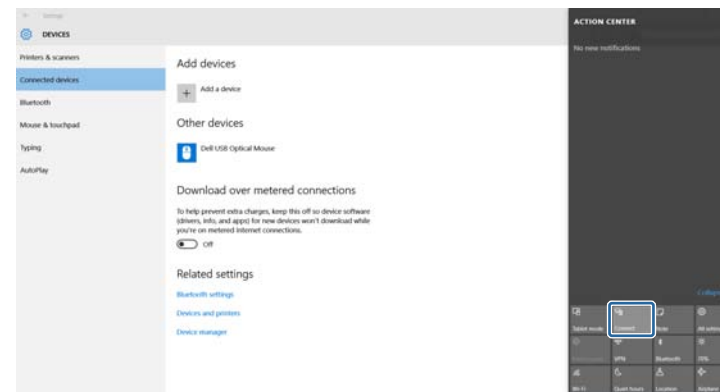 Settings
DEVICES
Printers & scanners
Connected devices
Bluetooth
Mouse & touchpad
Typing
AutoPlay
Add devices
Add a device
Other devices
Dell USB Optical Mouse
Download over metered connections
To help prevent extra charges, keep this off so device software
(drivers, info, and apps) for new devices won't download while
you're on metered Internet connections.
Off
Related settings
Bluetooth settings
Devices and printers
Device manager
ACTION CENTER
No new notifications
Tablet mode
Connect
Note
VPN
Bluetooth
Wi-Fi
Quiet hours
Location